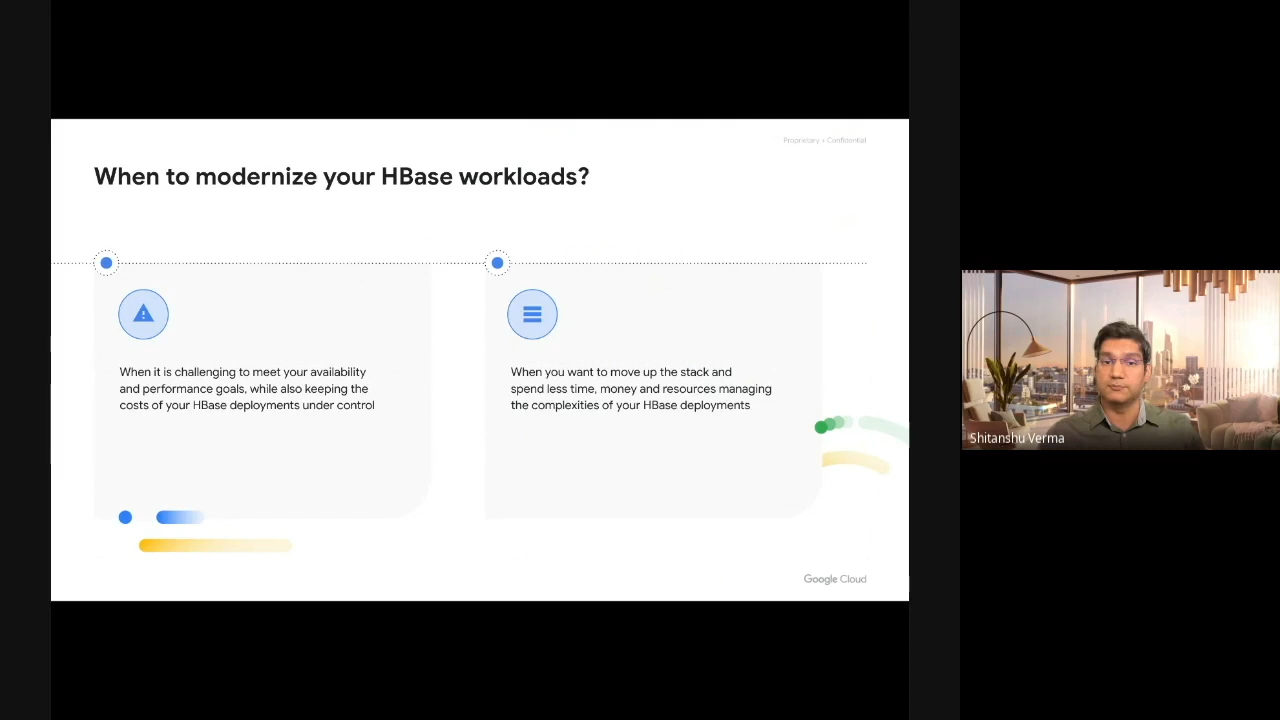 Proprietary + Confidential
When to modernize your HBase workloads?
When it is challenging to meet your availability
and performance goals, while also keeping the
costs of your HBase deployments under control
When you want to move up the stack and
spend less time, money and resources managing
the complexities of your HBase deployments
Google Cloud
Shitanshu Verma